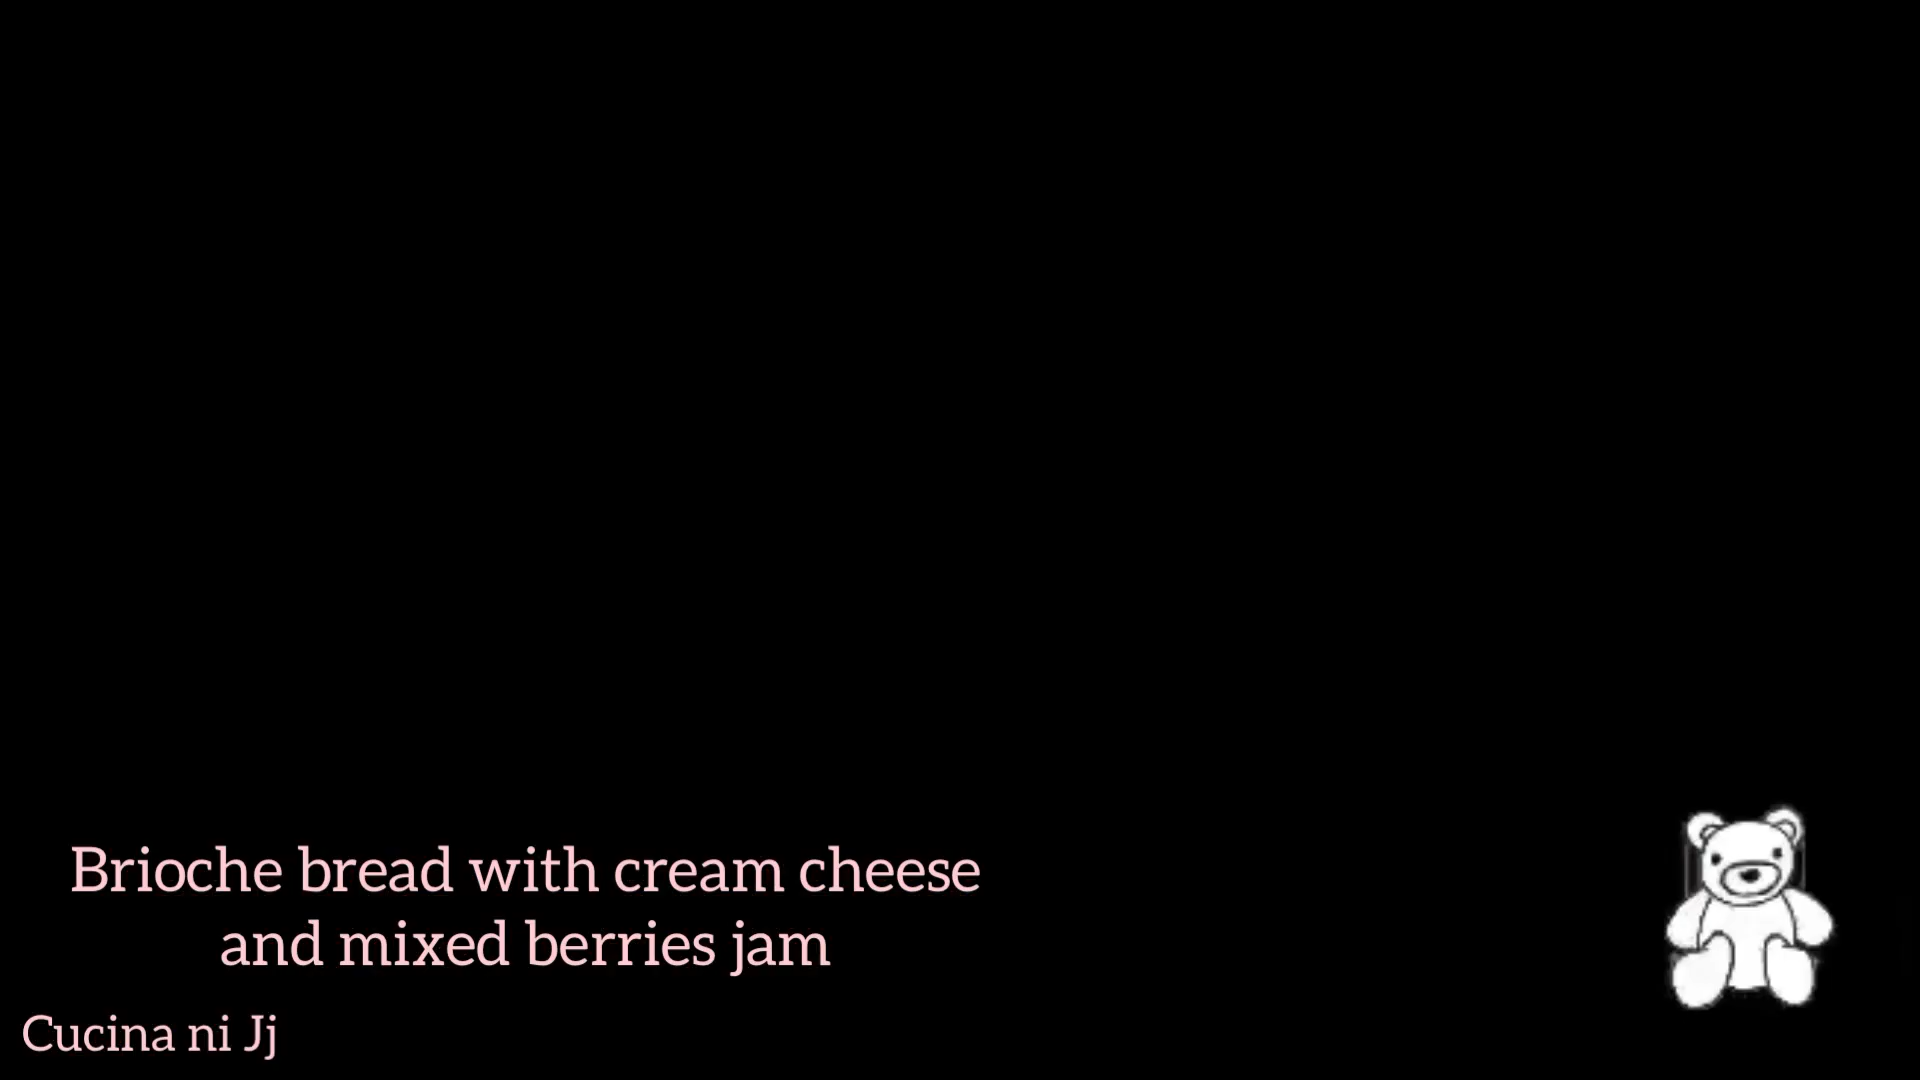 Brioche bread with cream cheese
and mixed berries jam
Cucina ni Jj